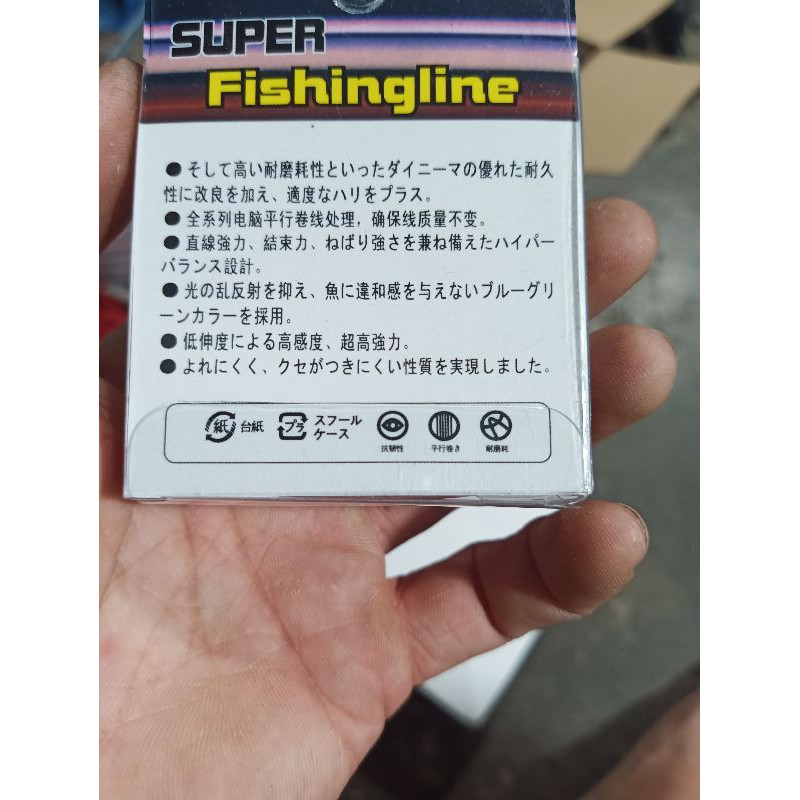 SUPER
Fishingline
● そして高い耐磨耗性といったダイニーマの優れた耐久
性に改良を加え、適度なハリをプラス。
● 全系列电脑平行卷线处理，确保线质量不变。
● 直線強力、結束力、ねばり強さを兼ね備えたハイパー
バランス設計。
● 光の乱反射を抑え、魚に違和感を与えないブルーグリ
ーンカラーを採用。
● 低伸度による高感度、超高強力。
● よれにくく、クセがつきにくい性質を実現しました。
紙 台紙 プラ スフール
ケース
抗靭性 平行巻き 耐磨耗